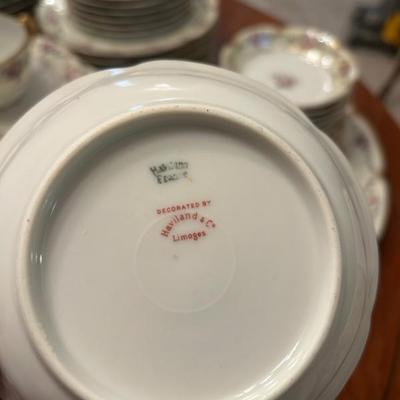 Haviland
France
DECORATED BY
Haviland & Co
Limoges